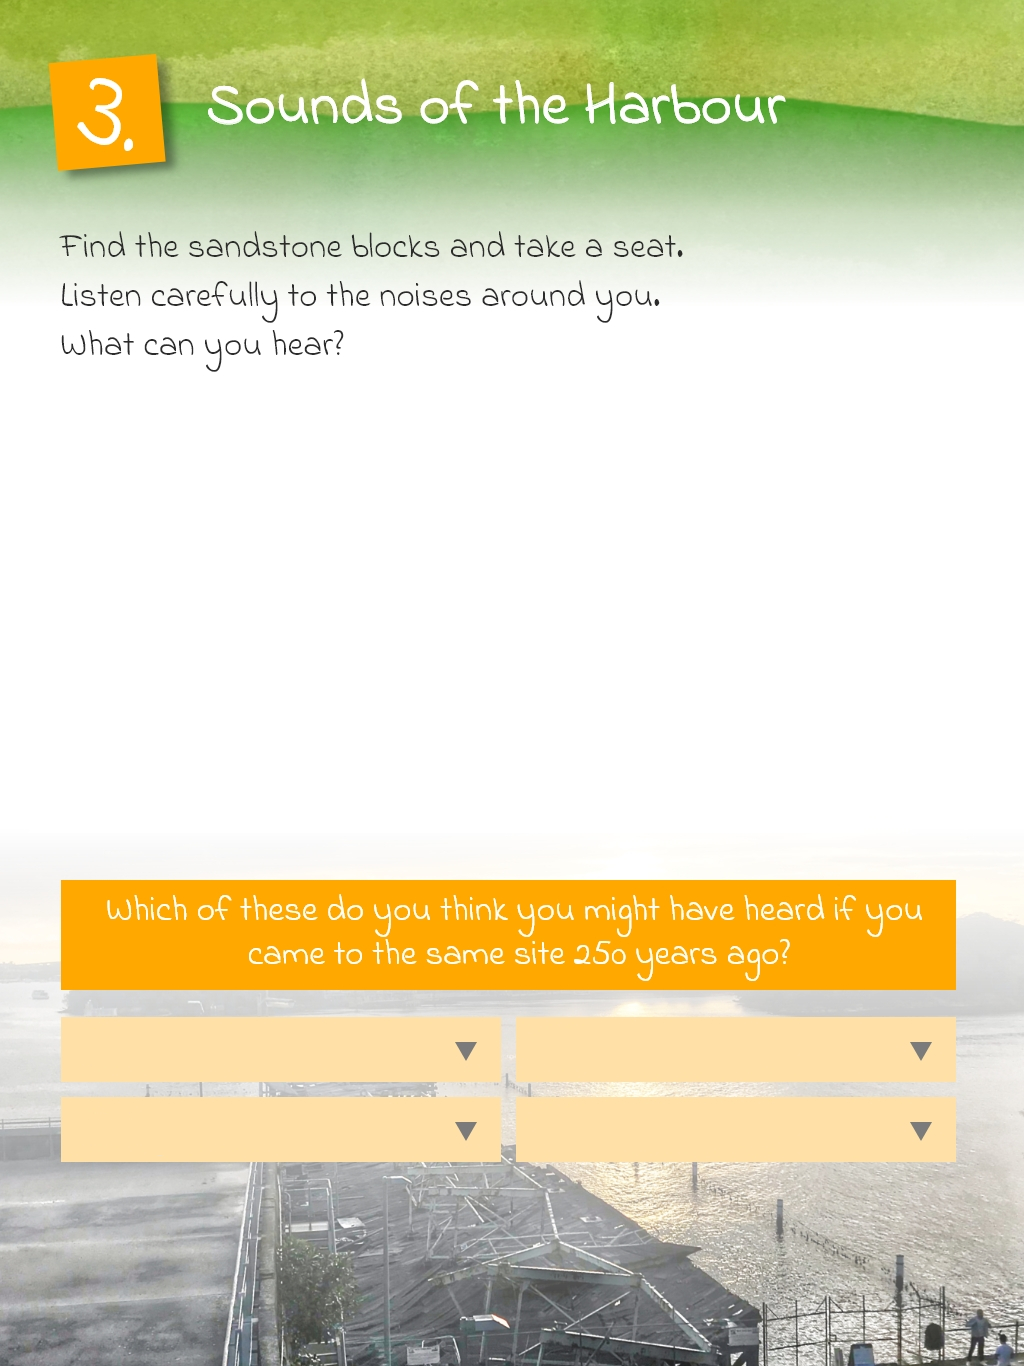 3.
Sounds of the Harbour
Find the sandstone blocks and take a seat.
Listen carefully to the noises around you.
What can you hear?
Which of these do you think you might have heard if you
came to the same site 250 years ago?